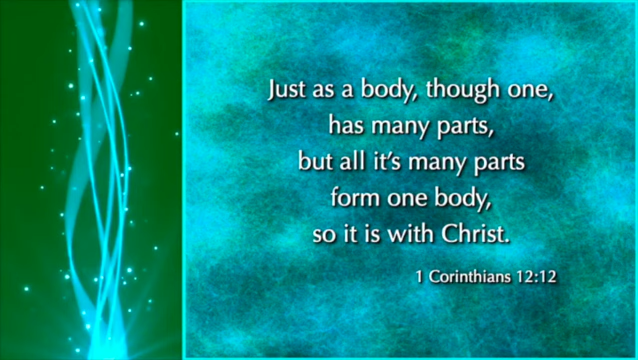 Just as a body, though one,
has many parts,
but all it's many parts
form one body,
so it is with Christ.
1 Corinthians 12:12